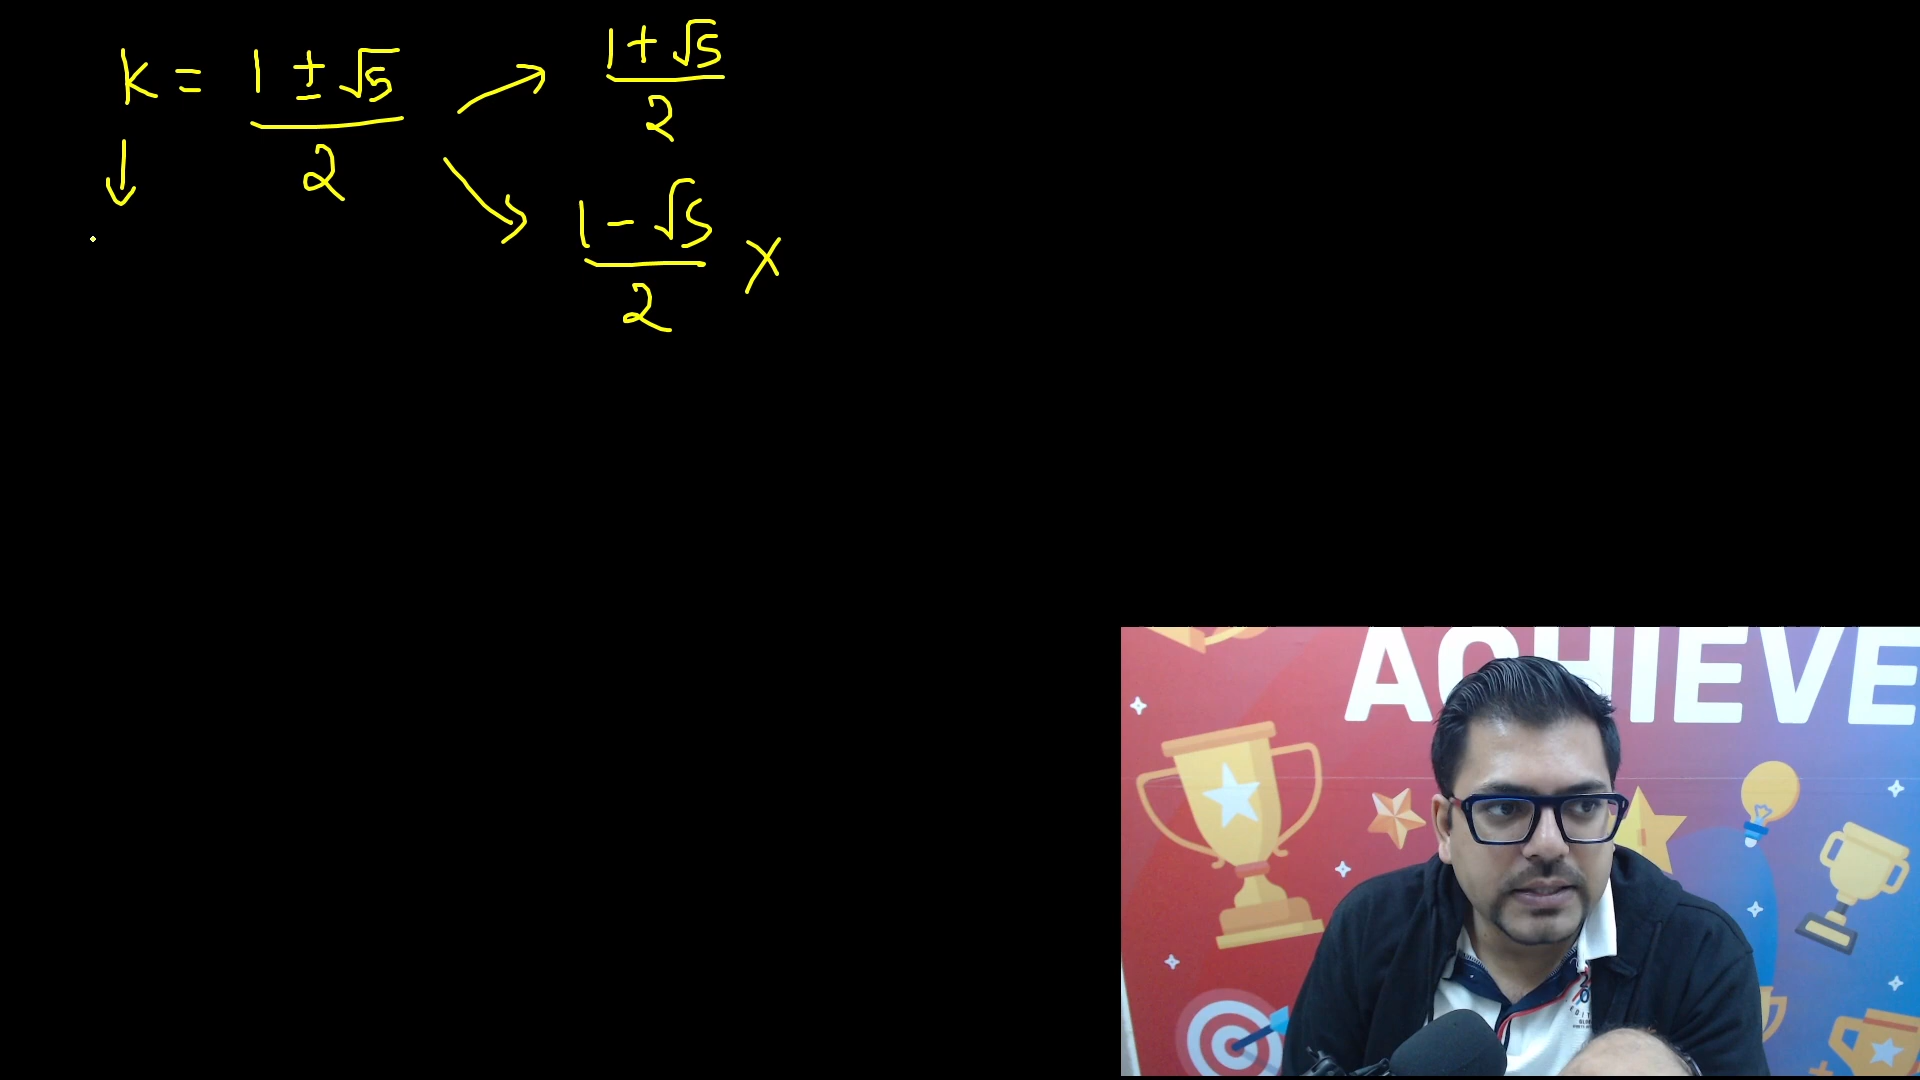 K = (1 ± √5)/2 → (1 + √5)/2
↓ → (1 - √5)/2 X
ACHIEVE